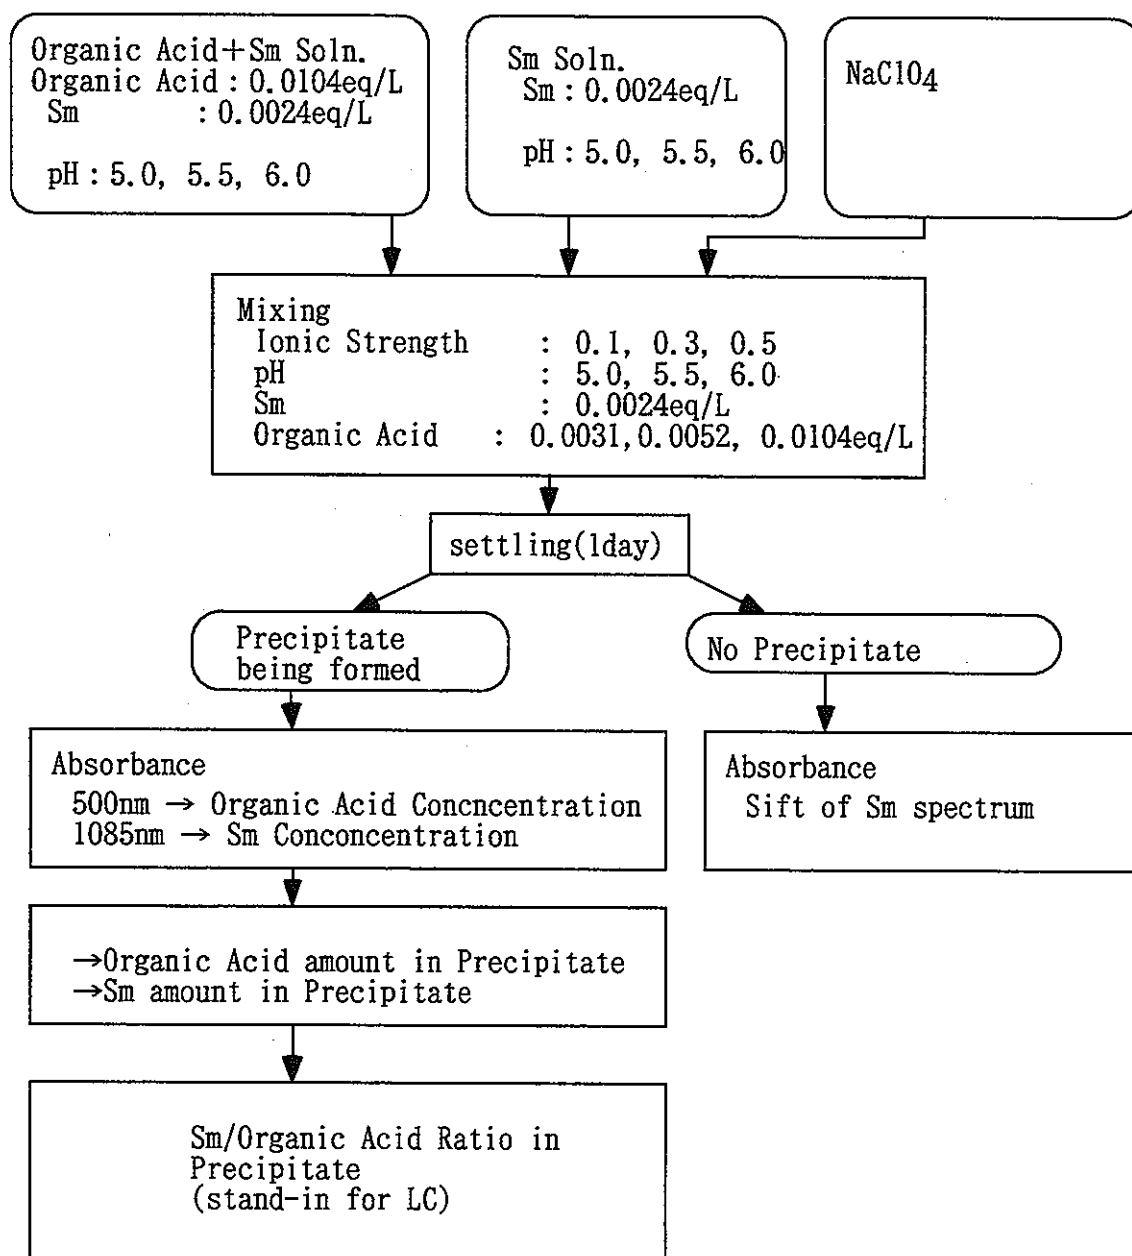 Organic Acid+Sm Soln.
Organic Acid : 0.0104eq/L
Sm : 0.0024eq/L
pH : 5.0, 5.5, 6.0
Sm Soln.
Sm : 0.0024eq/L
pH : 5.0, 5.5, 6.0
NaClO4
Mixing
Ionic Strength : 0.1, 0.3, 0.5
pH : 5.0, 5.5, 6.0
Sm : 0.0024eq/L
Organic Acid : 0.0031,0.0052, 0.0104eq/L
settling(1day)
Precipitate
being formed
No Precipitate
Absorbance
500nm → Organic Acid Concncentration
1085nm → Sm Conconcentration
Absorbance
Sift of Sm spectrum
→Organic Acid amount in Precipitate
→Sm amount in Precipitate
Sm/Organic Acid Ratio in
Precipitate
(stand-in for LC)